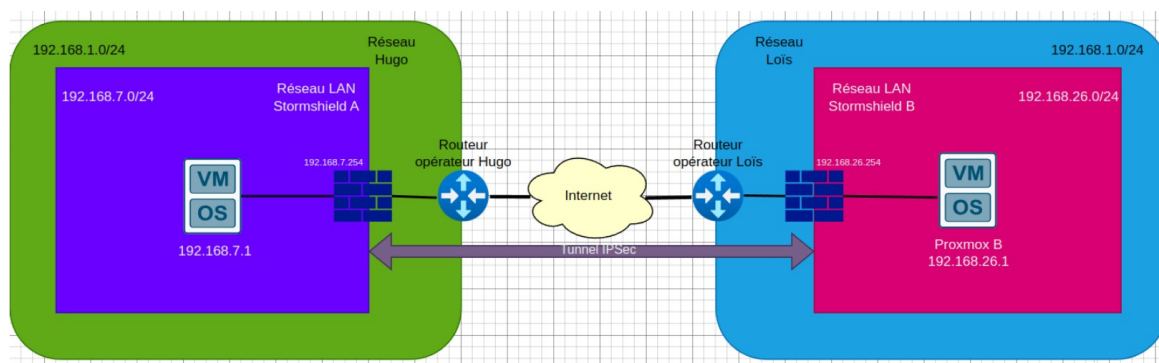 192.168.1.0/24
Réseau
Hugo
192.168.7.0/24
Réseau LAN
Stormshield A
192.168.7.254
VM
OS
192.168.7.1
Routeur
opérateur Hugo
Internet
Tunnel IPSec
Routeur
opérateur Loïs
Réseau
Loïs
192.168.1.0/24
Réseau LAN
Stormshield B
192.168.26.0/24
192.168.26.254
VM
OS
Proxmox B
192.168.26.1